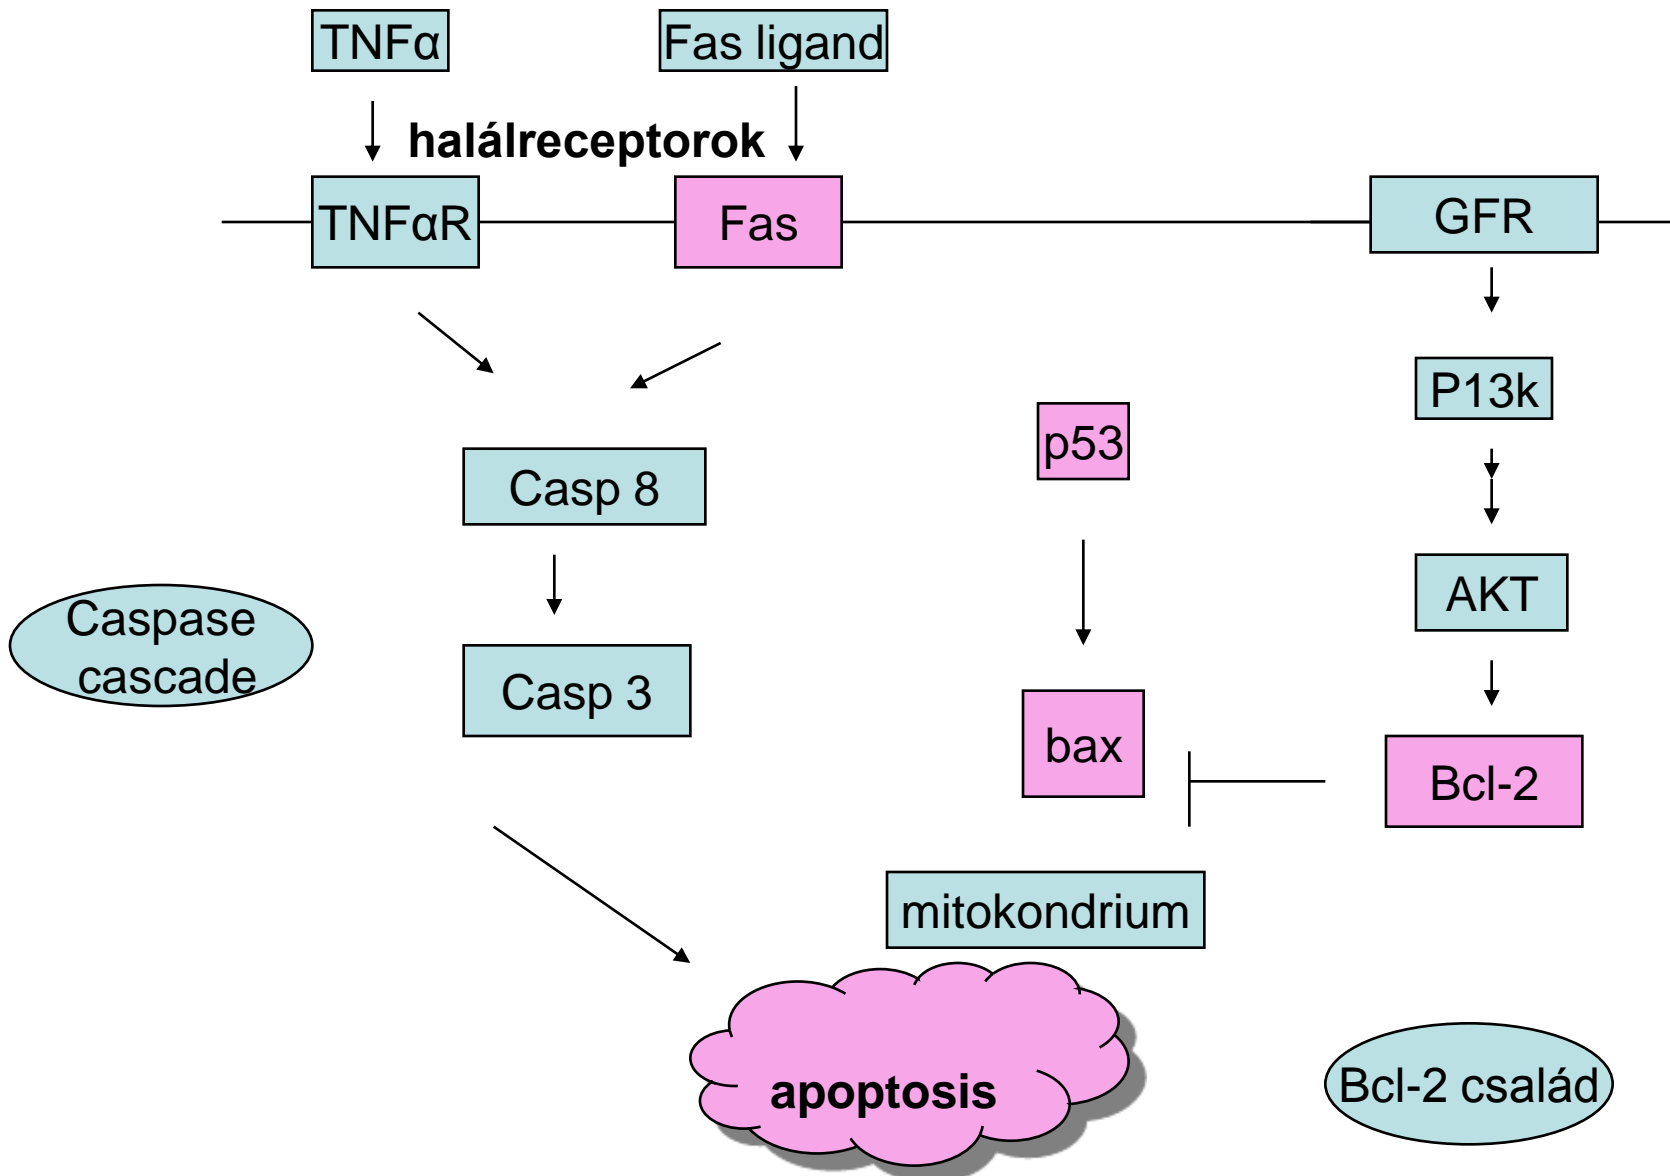 TNFα
Fas ligand
halálreceptorok
TNFαR
Fas
GFR
P13k
p53
Casp 8
AKT
Caspase
cascade
Casp 3
bax
Bcl-2
mitokondrium
apoptosis
Bcl-2 család